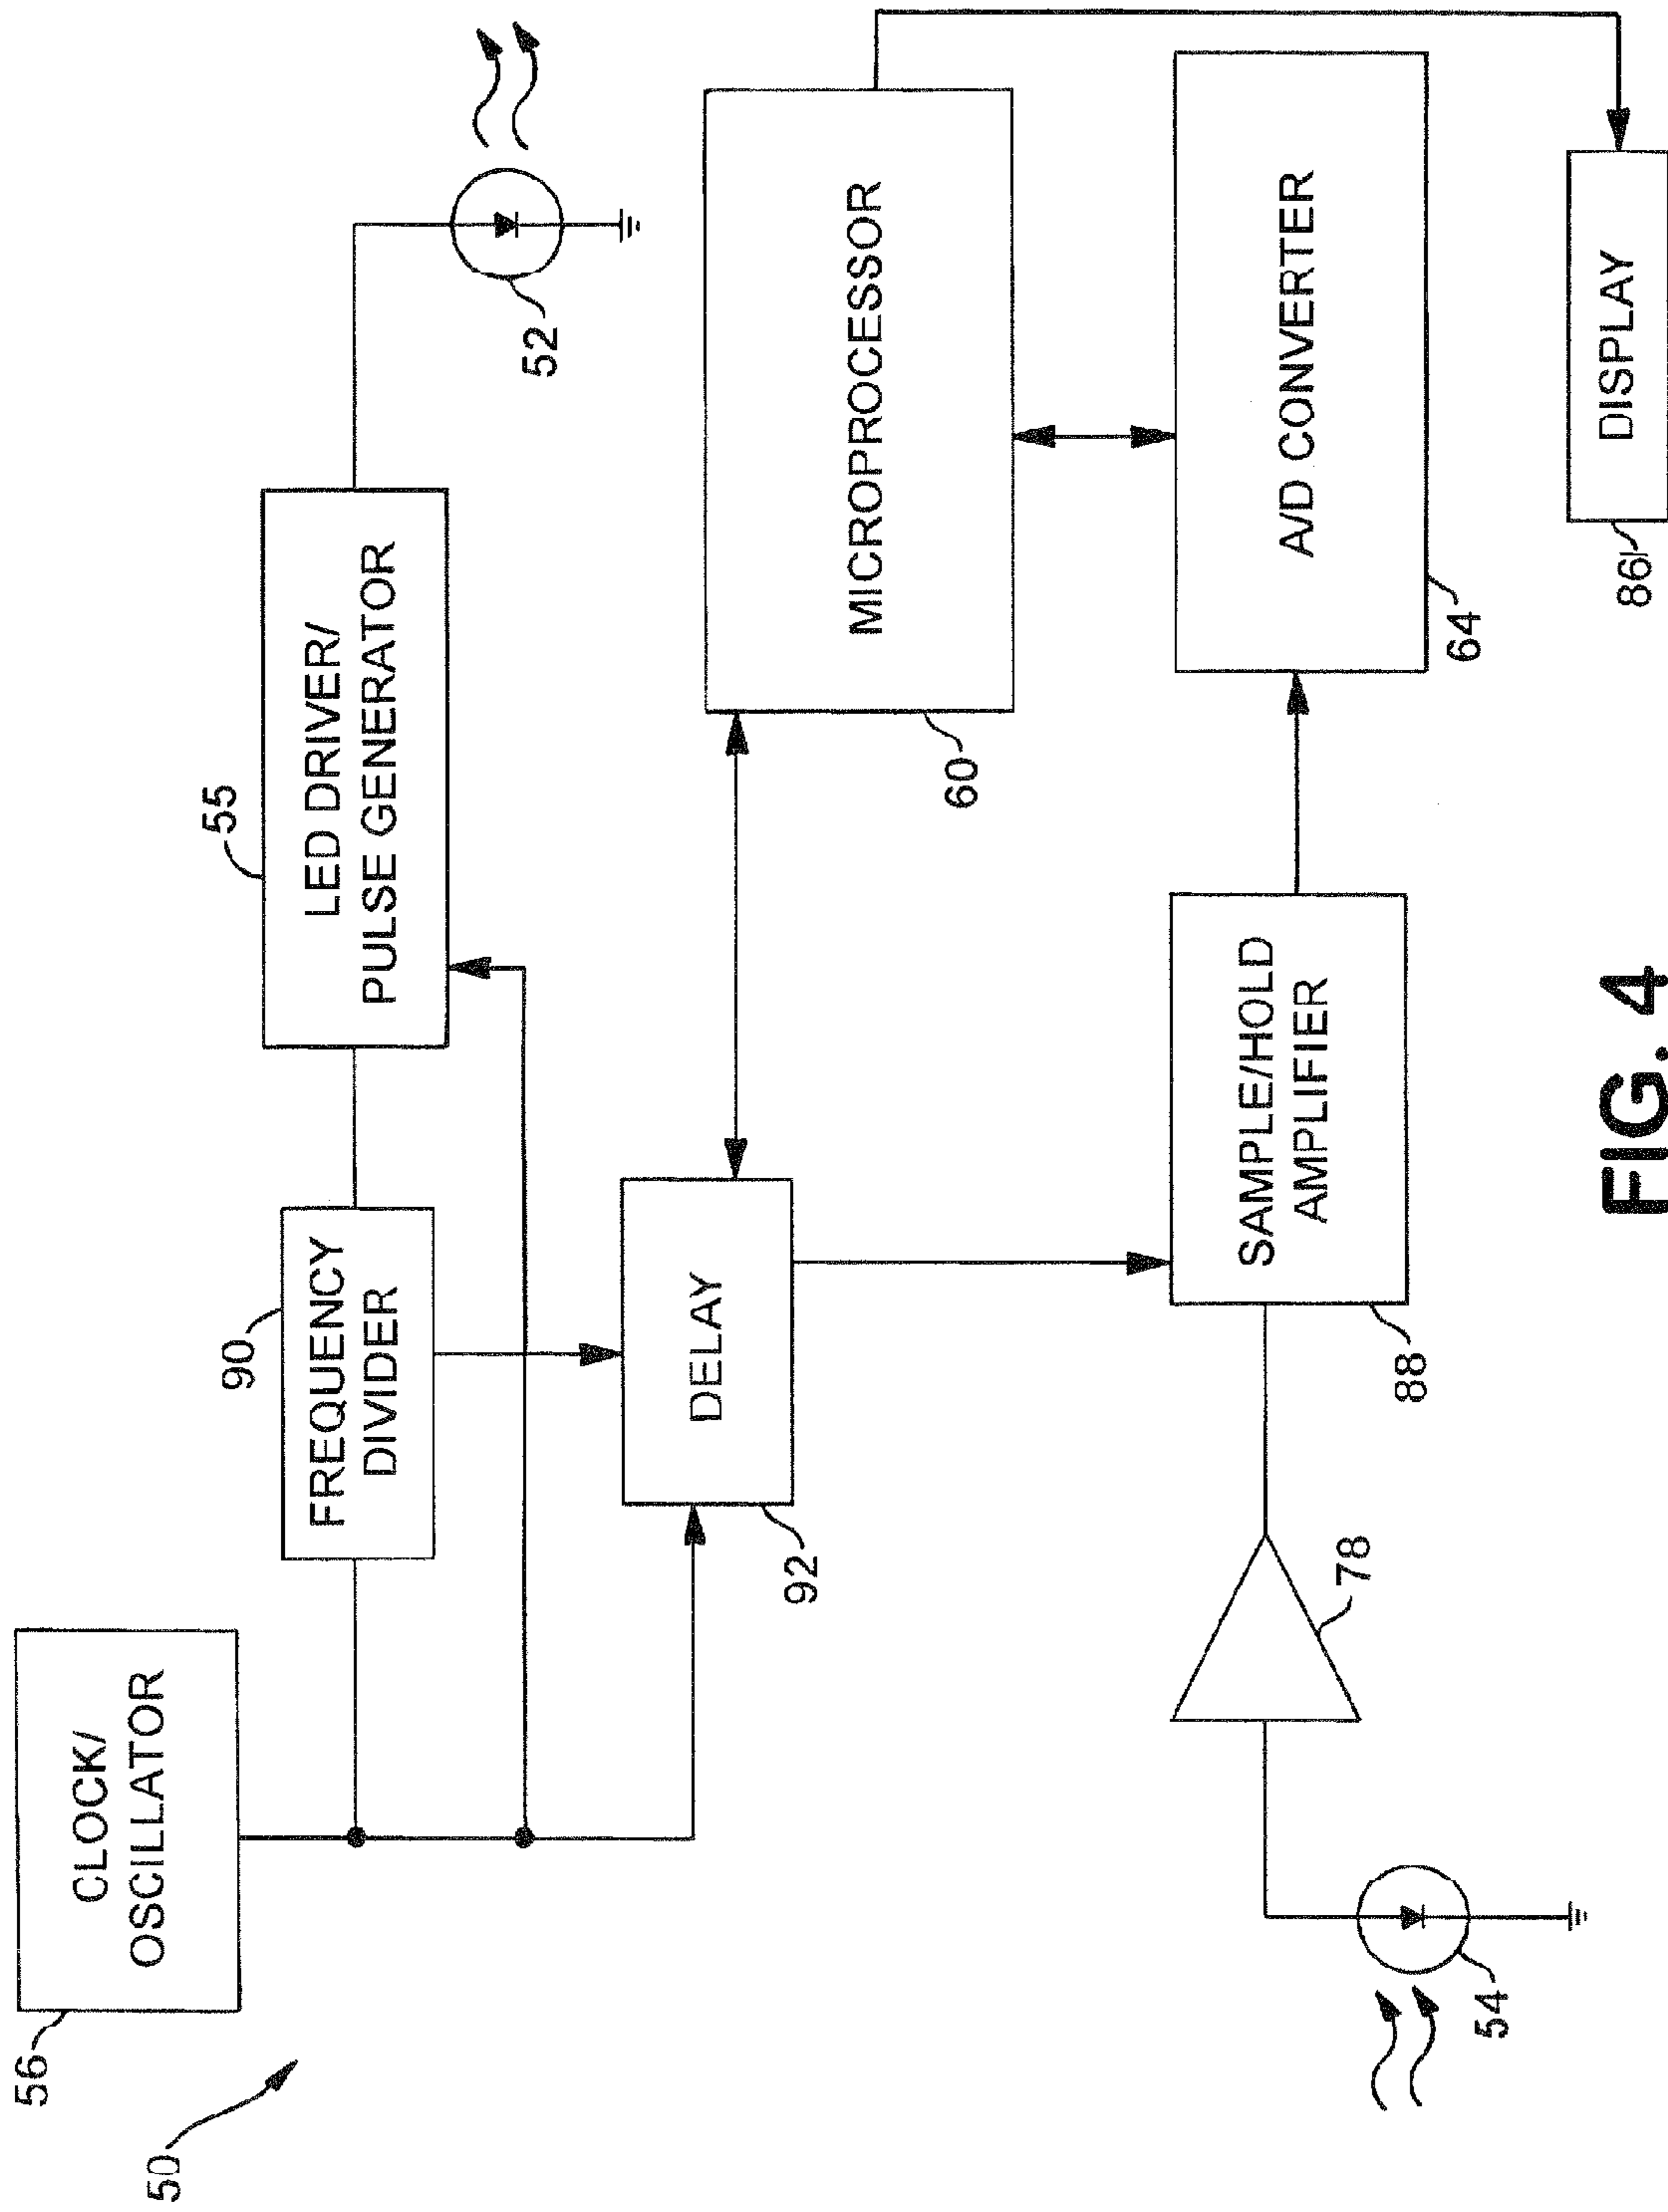 50
56
CLOCK/
OSCILLATOR
90
FREQUENCY
DIVIDER
55
LED DRIVER/
PULSE GENERATOR
52
DELAY
92
MICROPROCESSOR
60
54
78
SAMPLE/HOLD
AMPLIFIER
88
A/D CONVERTER
64
DISPLAY
86
FIG. 4